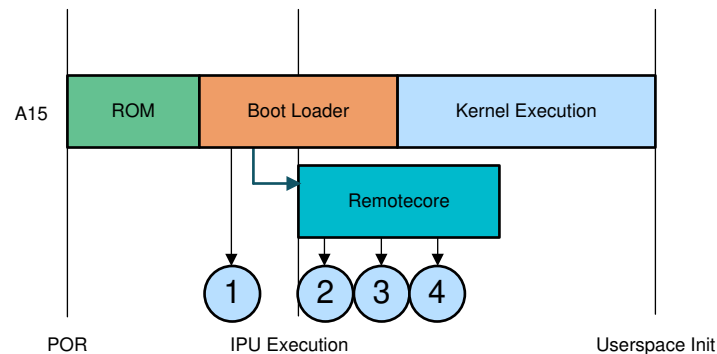 A15
ROM
Boot Loader
Kernel Execution
Remotecore
1
2
3
4
POR
IPU Execution
Userspace Init